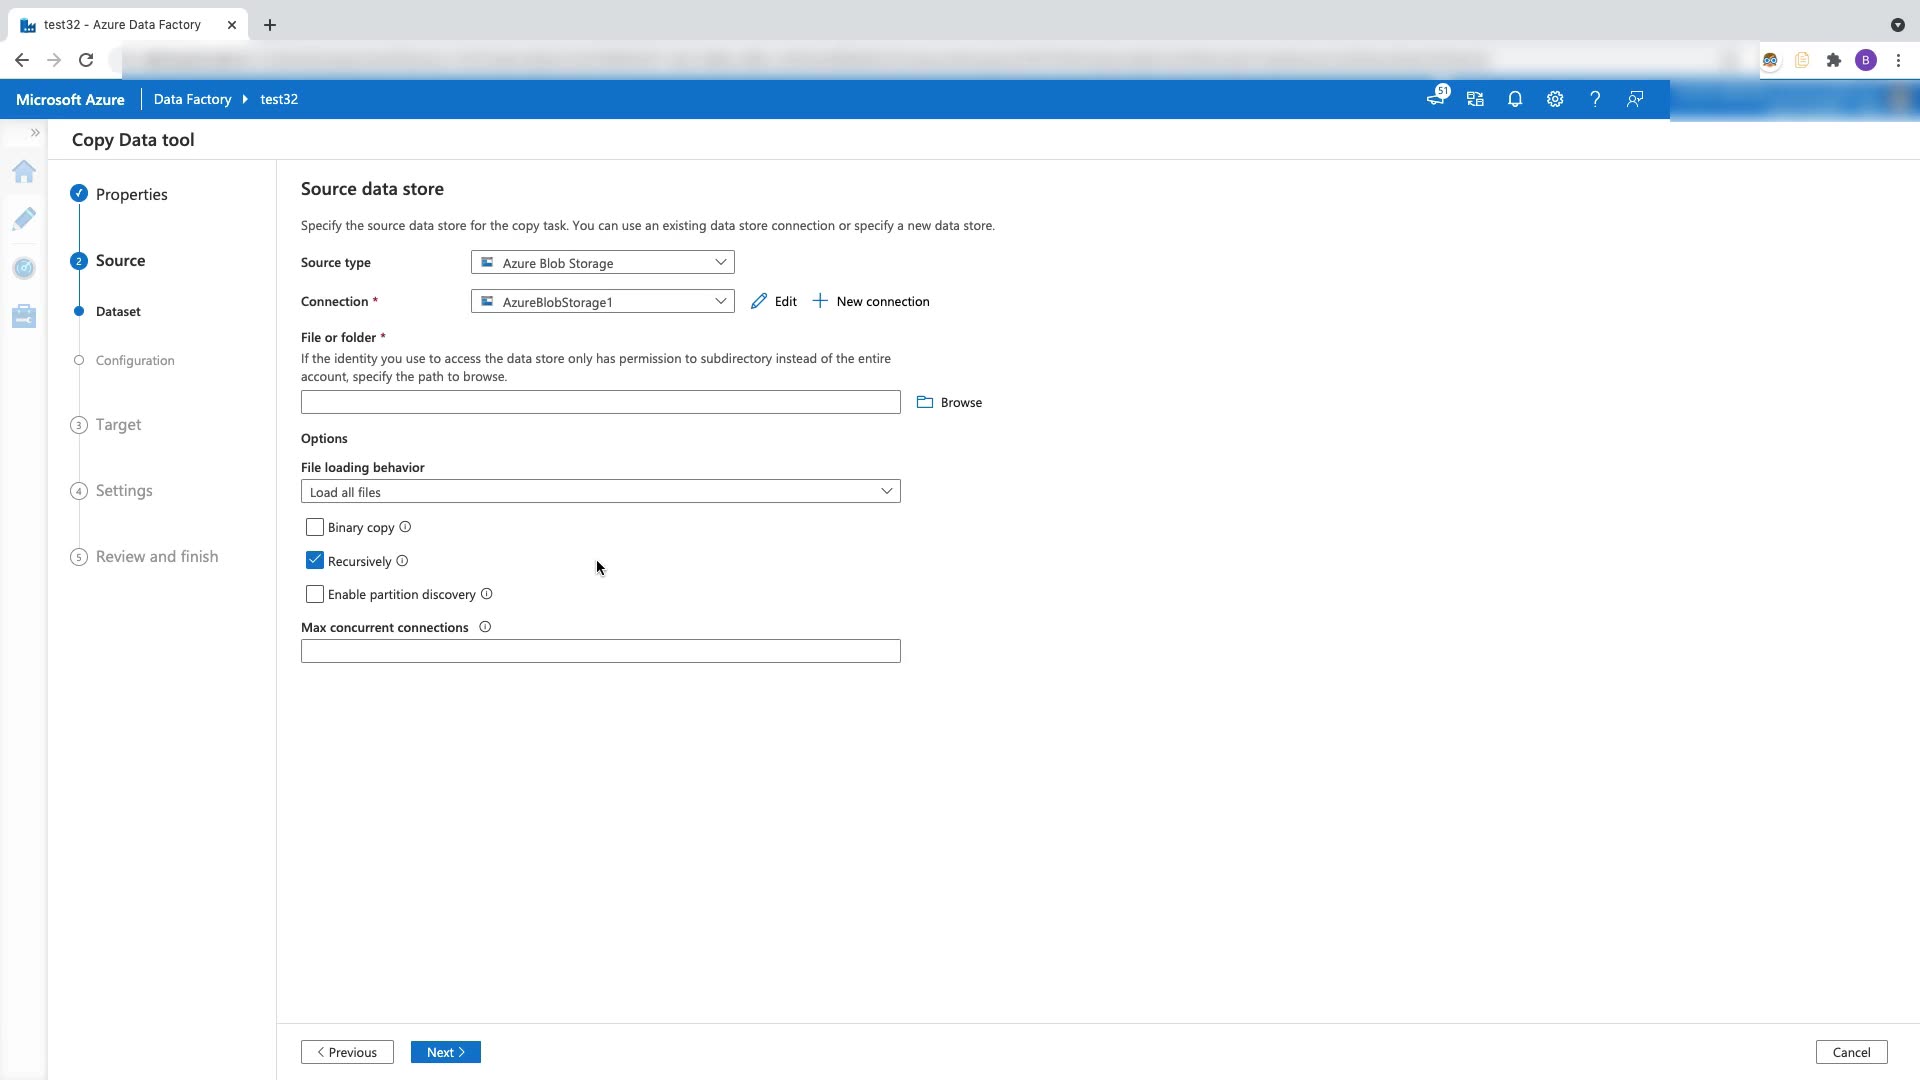 test32 - Azure Data Factory
B
Microsoft Azure Data Factory test32
51
Copy Data tool
Properties
2 Source
Dataset
Configuration
3 Target
4 Settings
5 Review and finish
Source data store
Specify the source data store for the copy task. You can use an existing data store connection or specify a new data store.
Source type Azure Blob Storage
Connection * AzureBlobStorage1 Edit New connection
File or folder *
If the identity you use to access the data store only has permission to subdirectory instead of the entire
account, specify the path to browse.
Browse
Options
File loading behavior
Load all files
Binary copy
Recursively
Enable partition discovery
Max concurrent connections
Previous Next Cancel